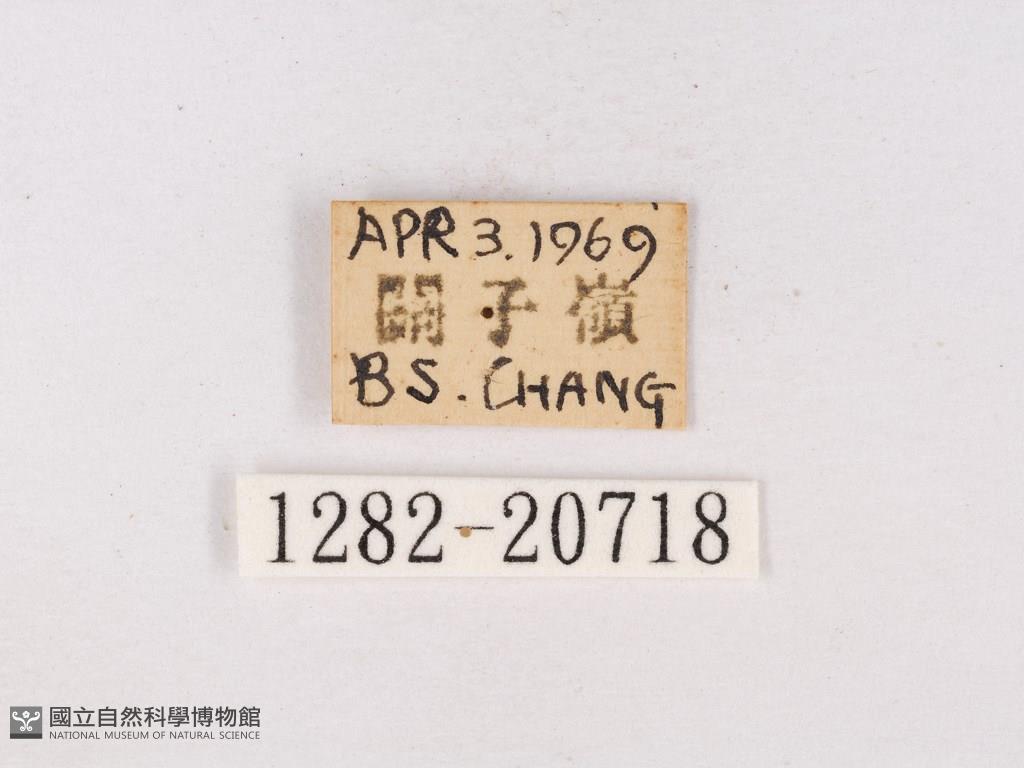 APR 3. 1969
關子嶺
BS. CHANG
1282-20718
國立自然科學博物館
NATIONAL MUSEUM OF NATURAL SCIENCE